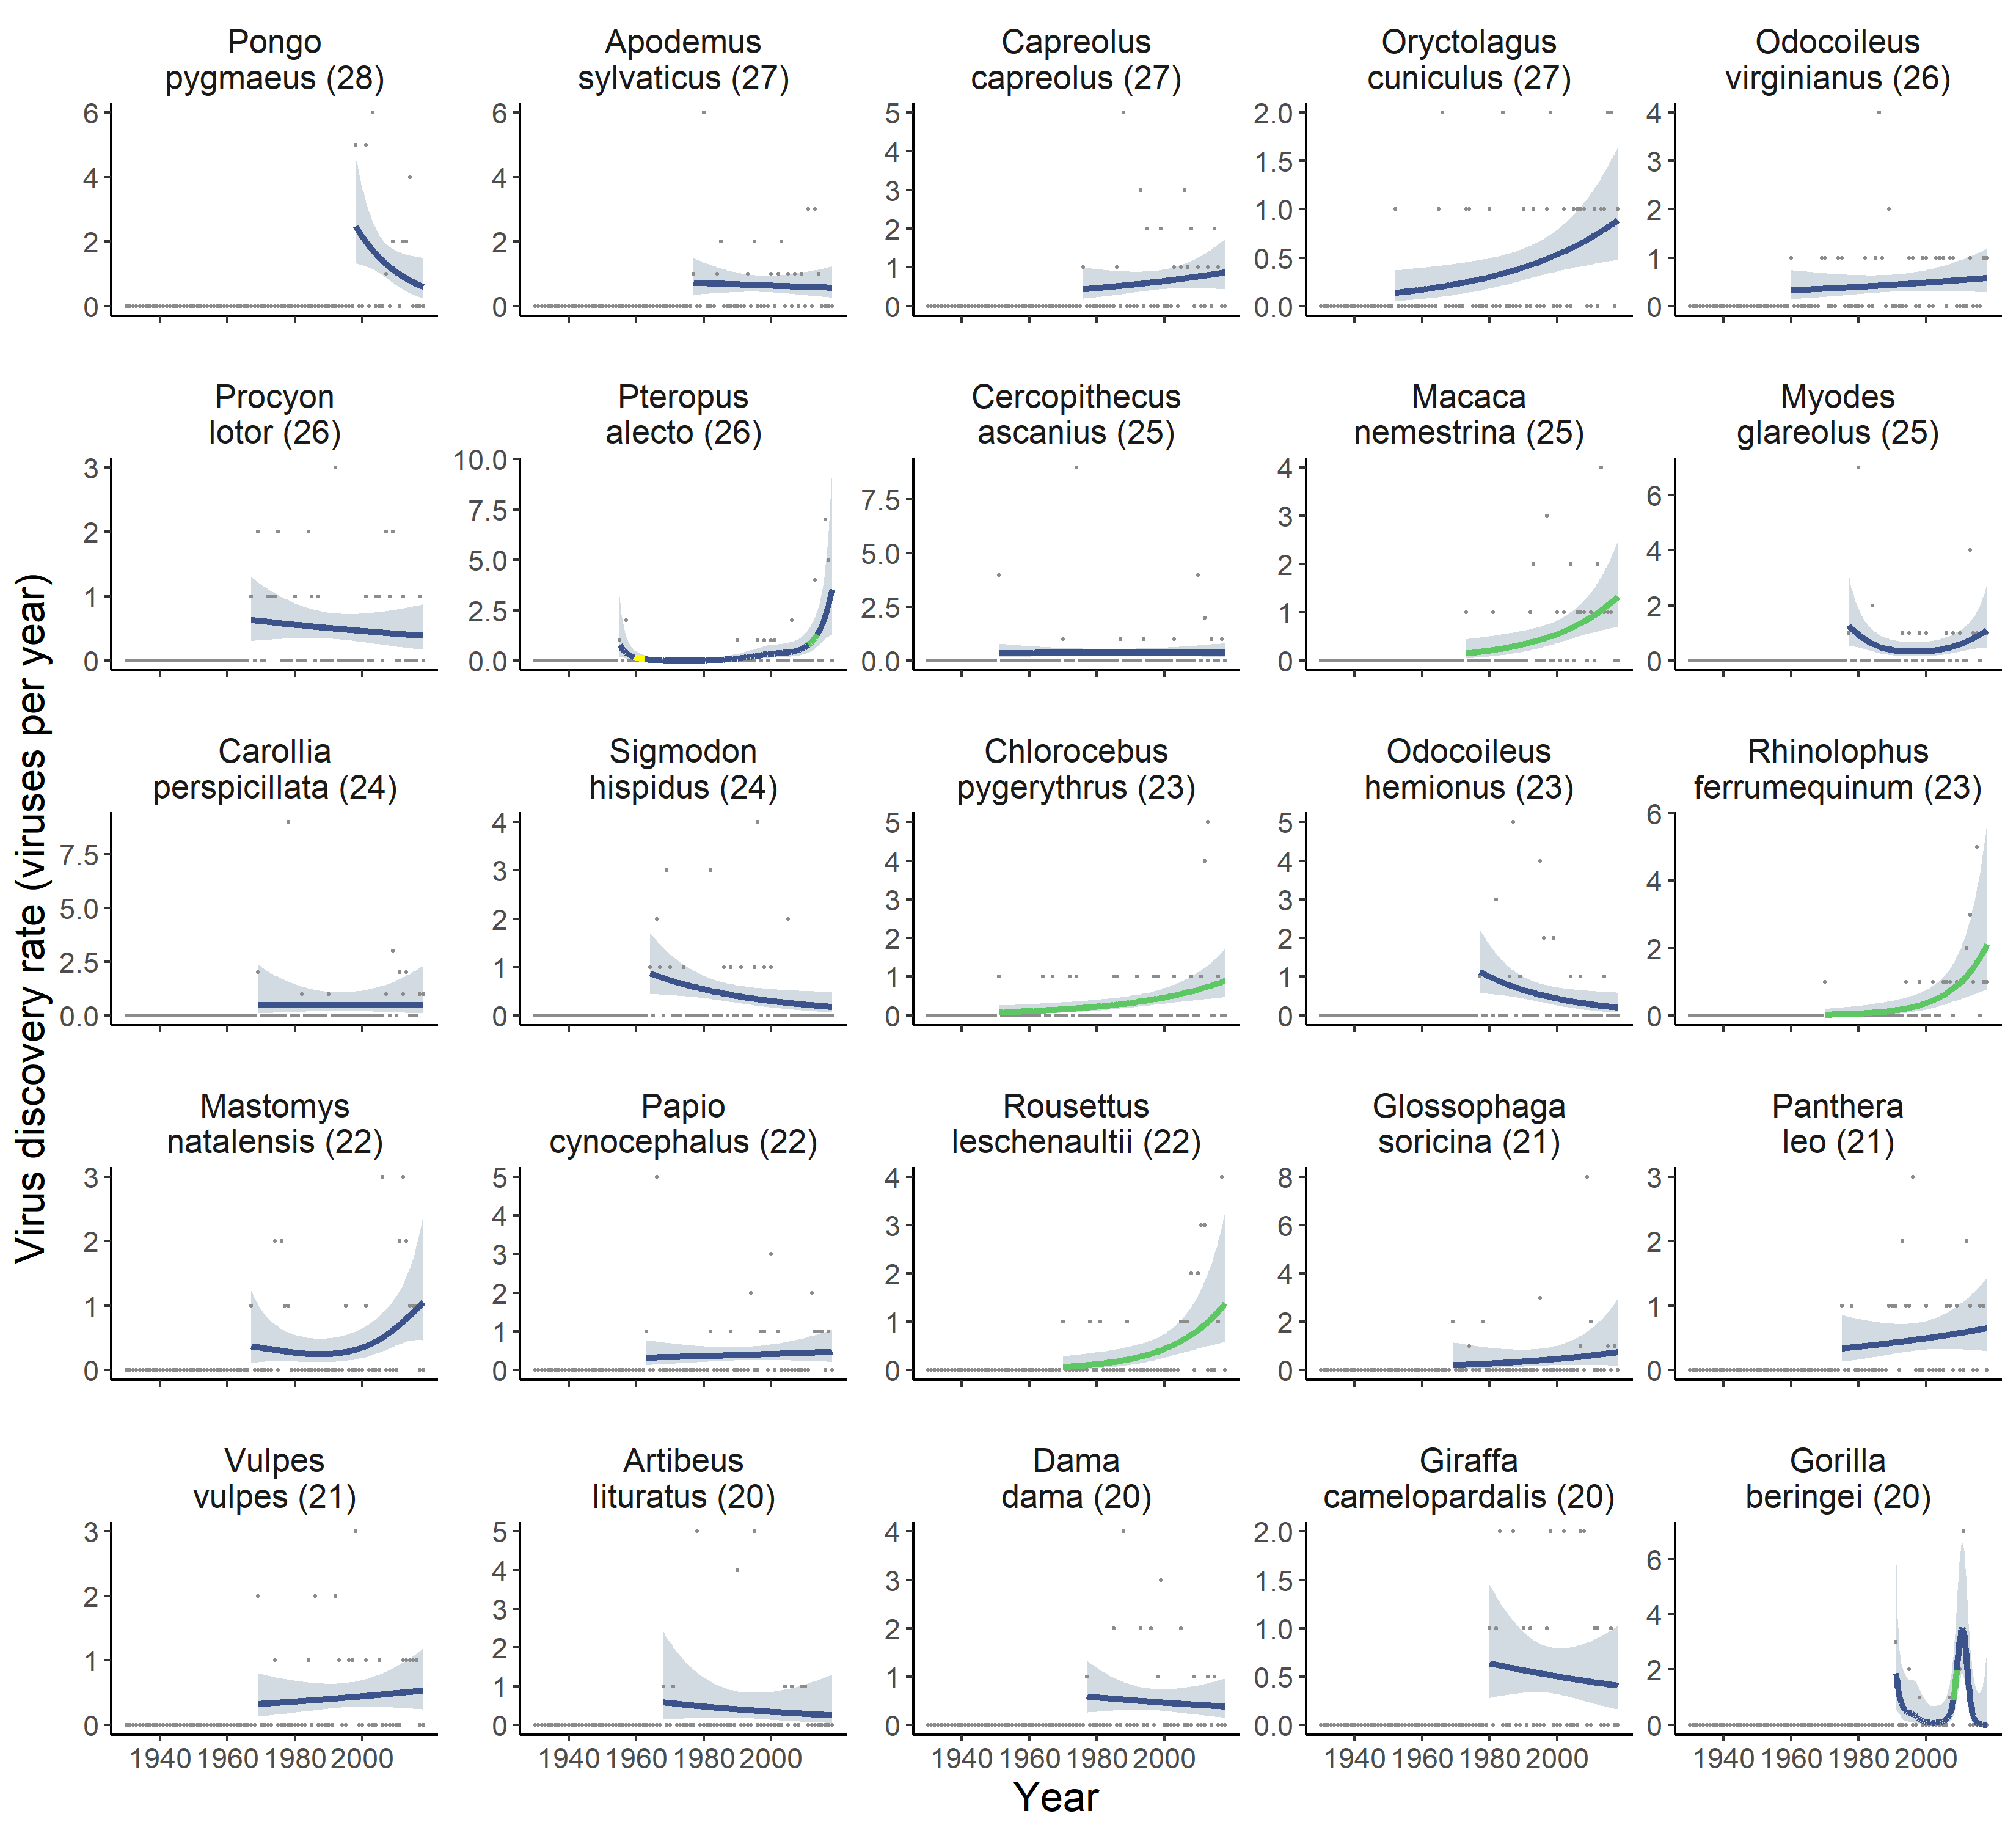 Pongo Apodemus Capreolus Oryctolagus Odocoileus
pygmaeus (28) sylvaticus (27) capreolus (27) cuniculus (27) virginianus (26)
6 6 5 2.0 4
4 4 4 1.5 3
3 1.0 2
2 2 2 0.5 1
1
0 0 0 0.0 0
Procyon Pteropus Cercopithecus Macaca Myodes
lotor (26) alecto (26) ascanius (25) nemestrina (25) glareolus (25)
3 10.0 7.5 4 6
2 7.5 5.0 3 4
1 5.0 2.5 2 2
2.5 1
0 0.0 0.0 0 0
Virus discovery rate (viruses per year)
Carollia Sigmodon Chlorocebus Odocoileus Rhinolophus
perspicillata (24) hispidus (24) pygerythrus (23) hemionus (23) ferrumequinum (23)
7.5 4 5 5 6
5.0 3 4 4 4
2.5 2 3 3 2
1 2 2
1 1
0.0 0 0 0 0
Mastomys Papio Rousettus Glossophaga Panthera
natalensis (22) cynocephalus (22) leschenaultii (22) soricina (21) leo (21)
3 5 4 8 3
2 4 3 6 2
1 3 2 4 1
2 1 2
1
0 0 0 0 0
Vulpes Artibeus Dama Giraffa Gorilla
vulpes (21) lituratus (20) dama (20) camelopardalis (20) beringei (20)
3 5 4 2.0 6
2 4 3 1.5 4
1 3 2 1.0 2
2 1 0.5
1
0 0 0 0.0 0
1940 1960 1980 2000 1940 1960 1980 2000 1940 1960 1980 2000 1940 1960 1980 2000 1940 1960 1980 2000
Year